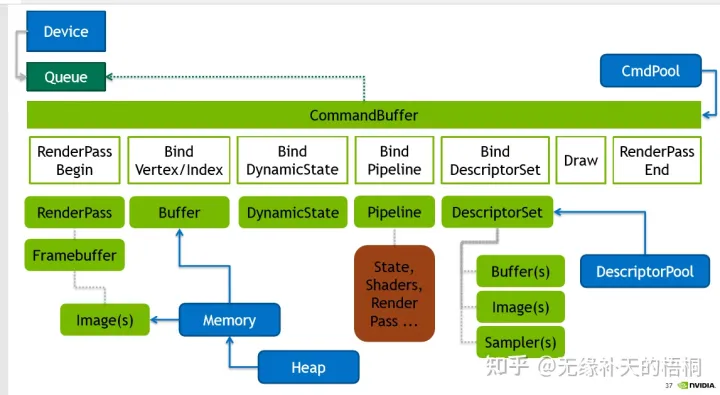 Device
Queue
CmdPool
CommandBuffer
RenderPass
Begin
Bind
Vertex/Index
Bind
DynamicState
Bind
Pipeline
Bind
DescriptorSet
Draw
RenderPass
End
RenderPass
Buffer
DynamicState
Pipeline
DescriptorSet
Framebuffer
State,
Shaders,
Render
Pass ...
Buffer(s)
DescriptorPool
Image(s)
Memory
Image(s)
Sampler(s)
Heap
知乎 @无缘补天的梧桐
37
NVIDIA.